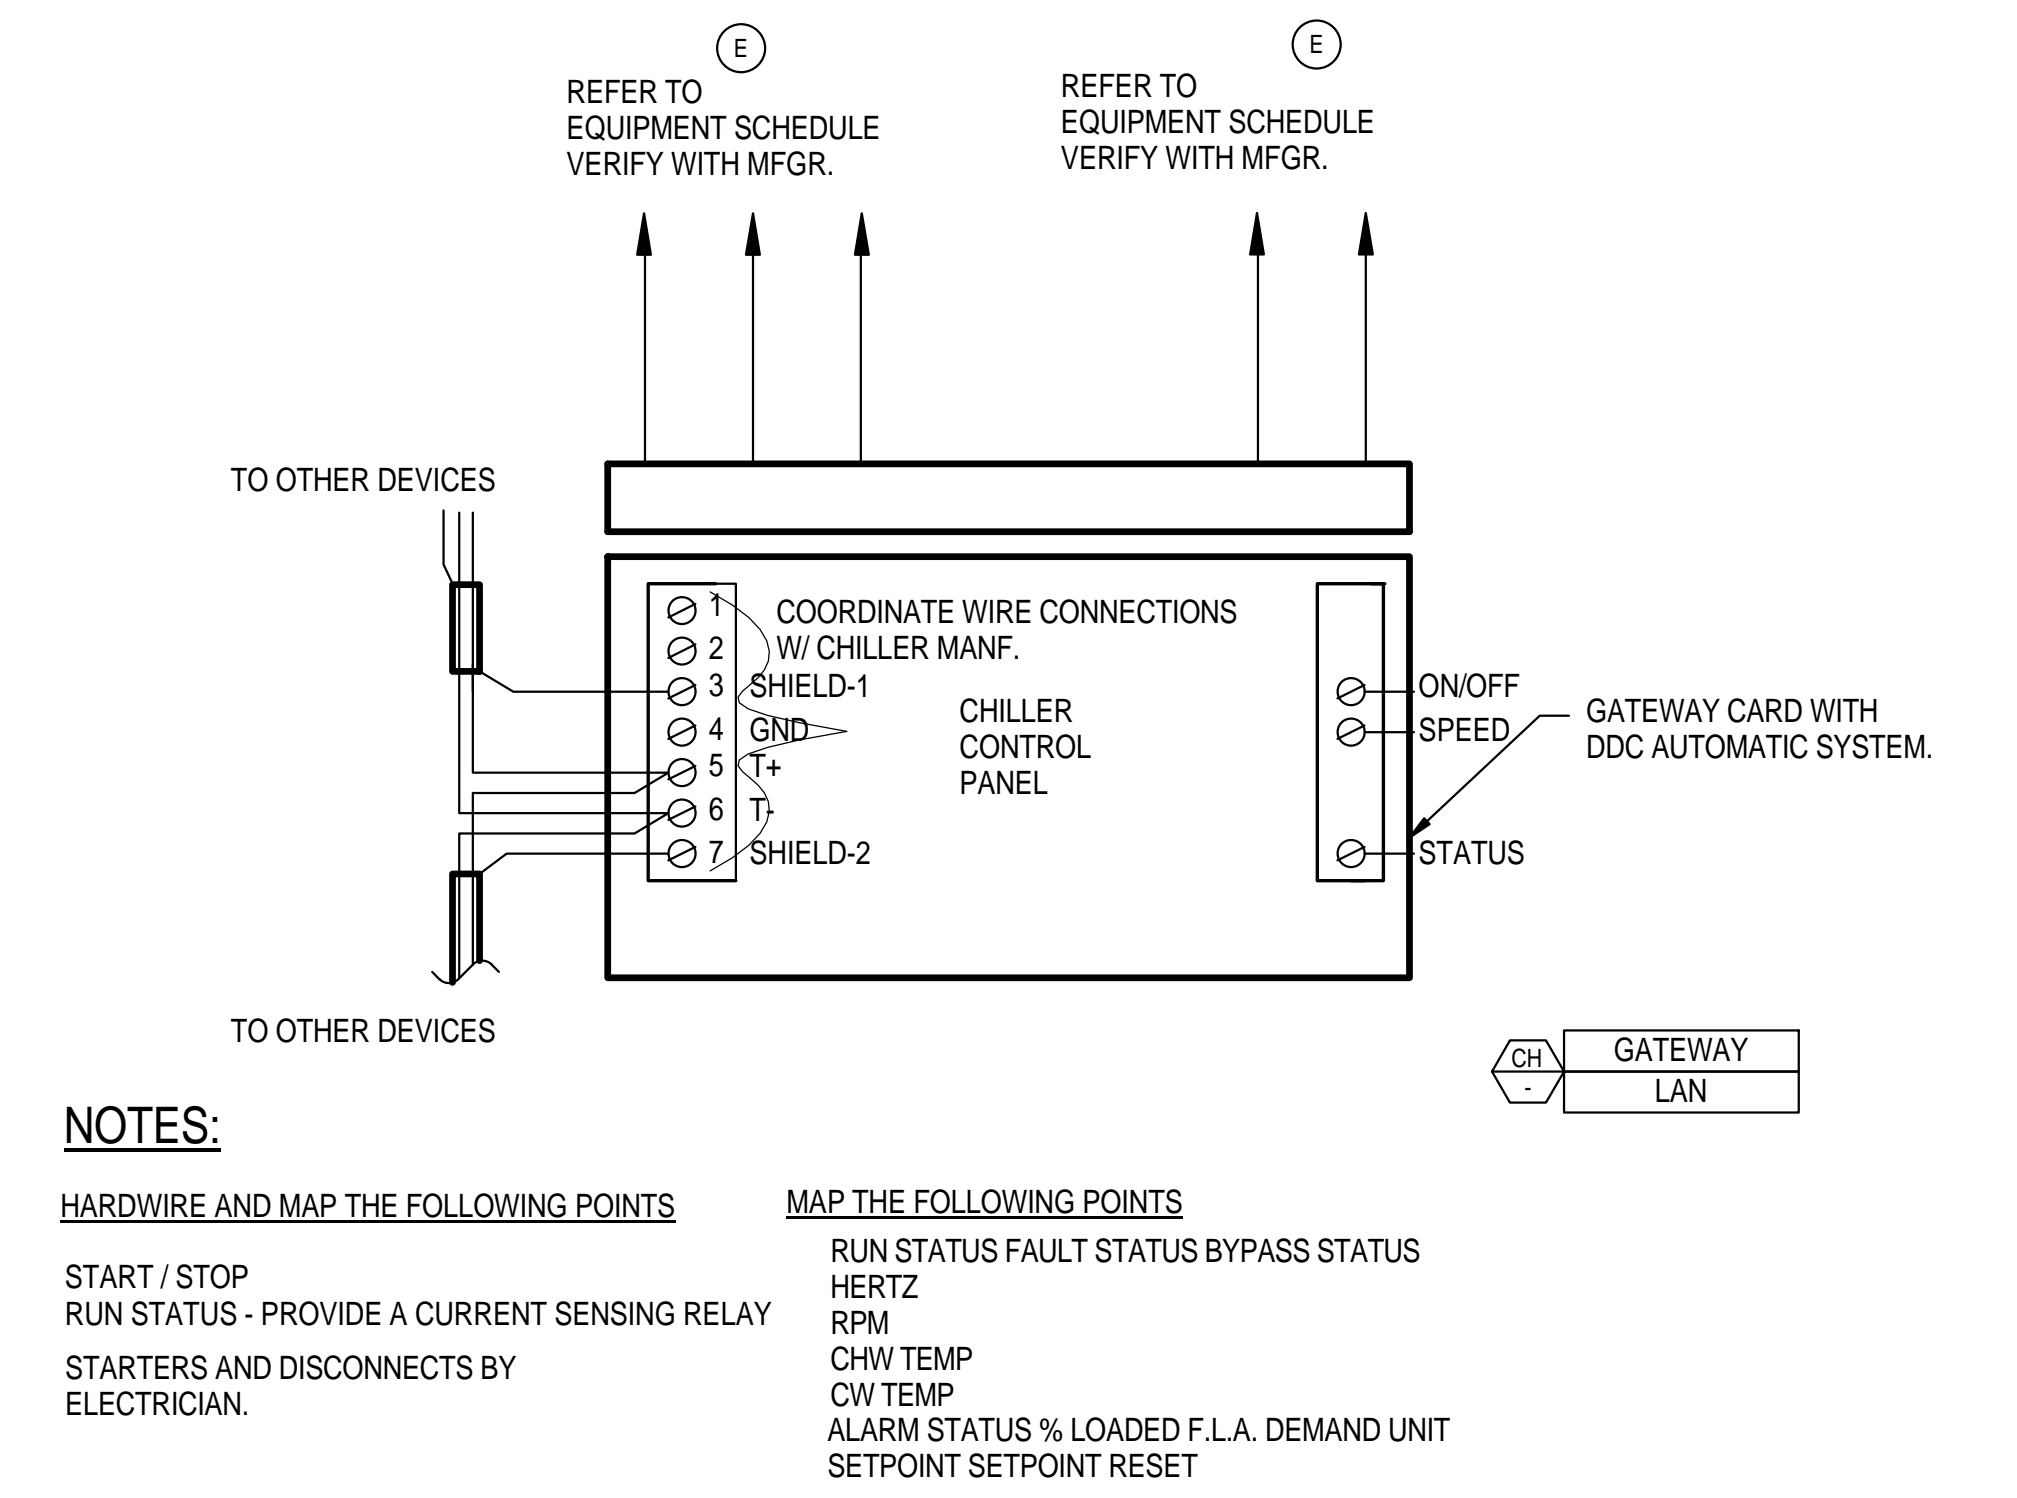 E
REFER TO
EQUIPMENT SCHEDULE
VERIFY WITH MFGR.
E
REFER TO
EQUIPMENT SCHEDULE
VERIFY WITH MFGR.
TO OTHER DEVICES
1
2
3 SHIELD-1
4 GND
5 T+
6 T-
7 SHIELD-2
COORDINATE WIRE CONNECTIONS
W/ CHILLER MANF.
CHILLER
CONTROL
PANEL
ON/OFF
SPEED
STATUS
GATEWAY CARD WITH
DDC AUTOMATIC SYSTEM.
TO OTHER DEVICES
CH
-
GATEWAY
LAN
NOTES:
HARDWIRE AND MAP THE FOLLOWING POINTS
START / STOP
RUN STATUS - PROVIDE A CURRENT SENSING RELAY
STARTERS AND DISCONNECTS BY
ELECTRICIAN.
MAP THE FOLLOWING POINTS
RUN STATUS FAULT STATUS BYPASS STATUS
HERTZ
RPM
CHW TEMP
CW TEMP
ALARM STATUS % LOADED F.L.A. DEMAND UNIT
SETPOINT SETPOINT RESET